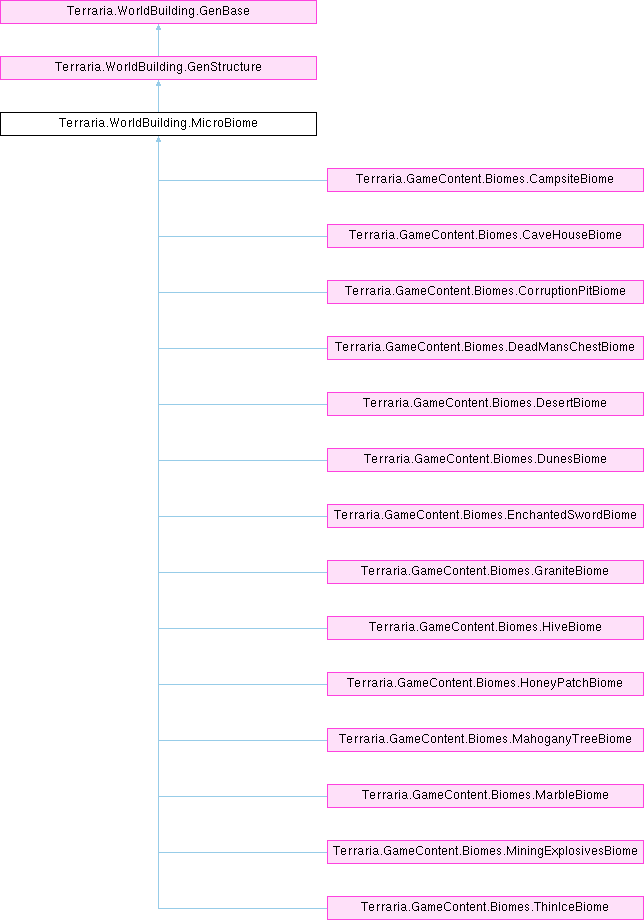 Terraria.WorldBuilding.GenBase
Terraria.WorldBuilding.GenStructure
Terraria.WorldBuilding.MicroBiome
Terraria.GameContent.Biomes.CampsiteBiome
Terraria.GameContent.Biomes.CaveHouseBiome
Terraria.GameContent.Biomes.CorruptionPitBiome
Terraria.GameContent.Biomes.DeadMansChestBiome
Terraria.GameContent.Biomes.DesertBiome
Terraria.GameContent.Biomes.DunesBiome
Terraria.GameContent.Biomes.EnchantedSwordBiome
Terraria.GameContent.Biomes.GraniteBiome
Terraria.GameContent.Biomes.HiveBiome
Terraria.GameContent.Biomes.HoneyPatchBiome
Terraria.GameContent.Biomes.MahoganyTreeBiome
Terraria.GameContent.Biomes.MarbleBiome
Terraria.GameContent.Biomes.MiningExplosivesBiome
Terraria.GameContent.Biomes.ThinIceBiome